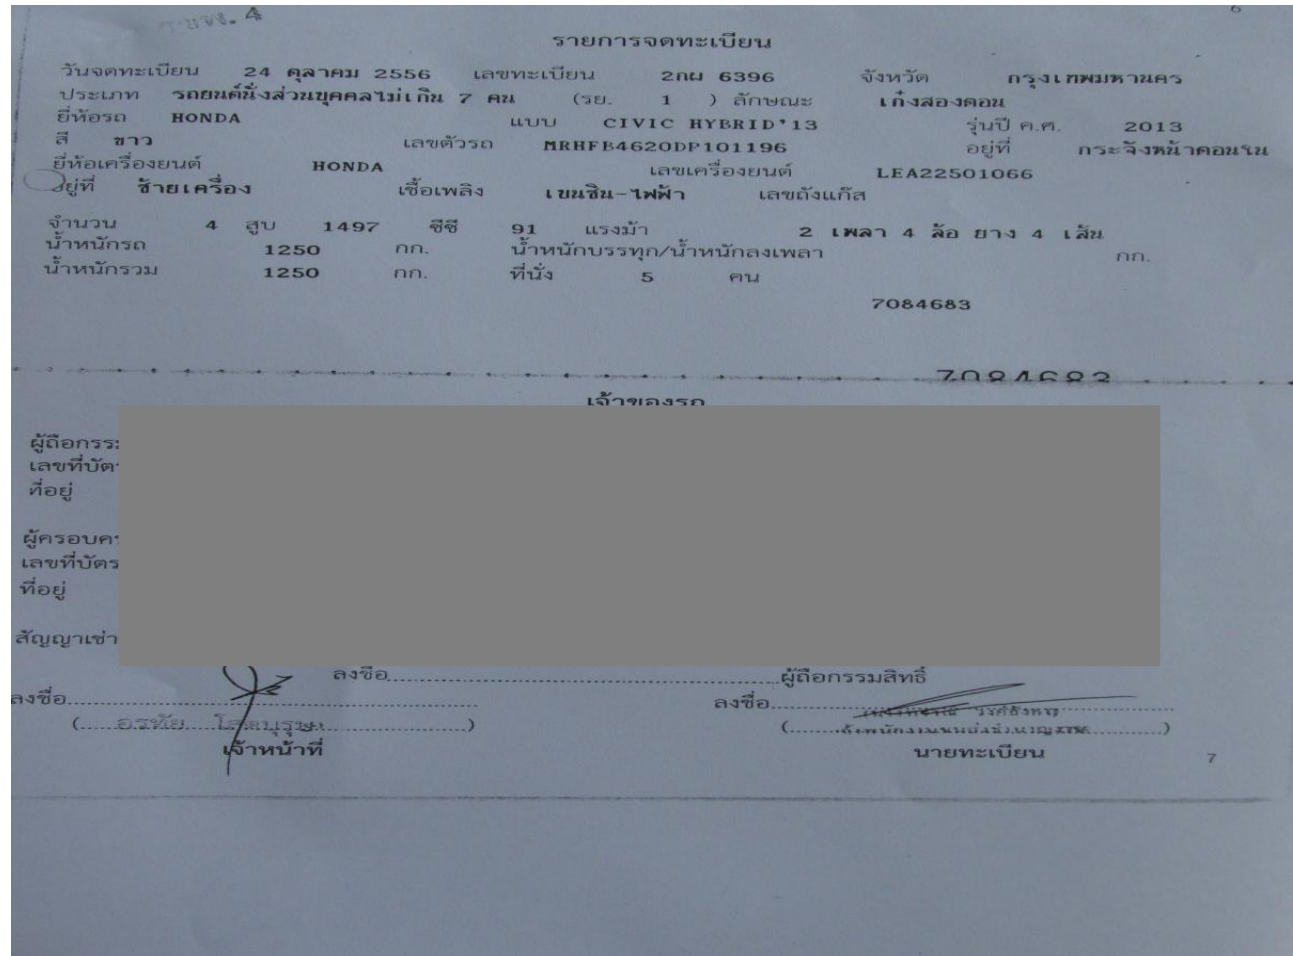 4 6
รายการจดทะเบียน
วันจดทะเบียน 24 ตุลาคม 2556 เลขทะเบียน 2กผ 6396 จังหวัด กรุงเทพมหานคร
ประเภท รถยนต์นั่งส่วนบุคคลไม่เกิน 7 คน (รย. 1 ) ลักษณะ เก๋งสองตอน
ยี่ห้อรถ HONDA แบบ CIVIC HYBRID'13 รุ่นปี ค.ศ. 2013
สี ขาว เลขตัวรถ MRHFB4620DP101196 อยู่ที่ กระจังหน้าตอนใน
ยี่ห้อเครื่องยนต์ HONDA เลขเครื่องยนต์ LEA22501066
อยู่ที่ ซ้ายเครื่อง เชื้อเพลิง เบนซิน-ไฟฟ้า เลขถังแก๊ส
จำนวน 4 สูบ 1497 ซีซี 91 แรงม้า 2 เพลา 4 ล้อ ยาง 4 เส้น
น้ำหนักรถ 1250 กก. น้ำหนักบรรทุก/น้ำหนักลงเพลา กก.
น้ำหนักรวม 1250 กก. ที่นั่ง 5 คน
7084683
7084683
เจ้าของรถ
ผู้ถือกรร
เลขที่บัต
ที่อยู่
ผู้ครอบคร
เลขที่บัตร
ที่อยู่
สัญญาเช่า
ลงชื่อ ผู้ถือกรรมสิทธิ์
ลงชื่อ ลงชื่อ
( อรทัย ) ( )
เจ้าหน้าที่ นายทะเบียน
7